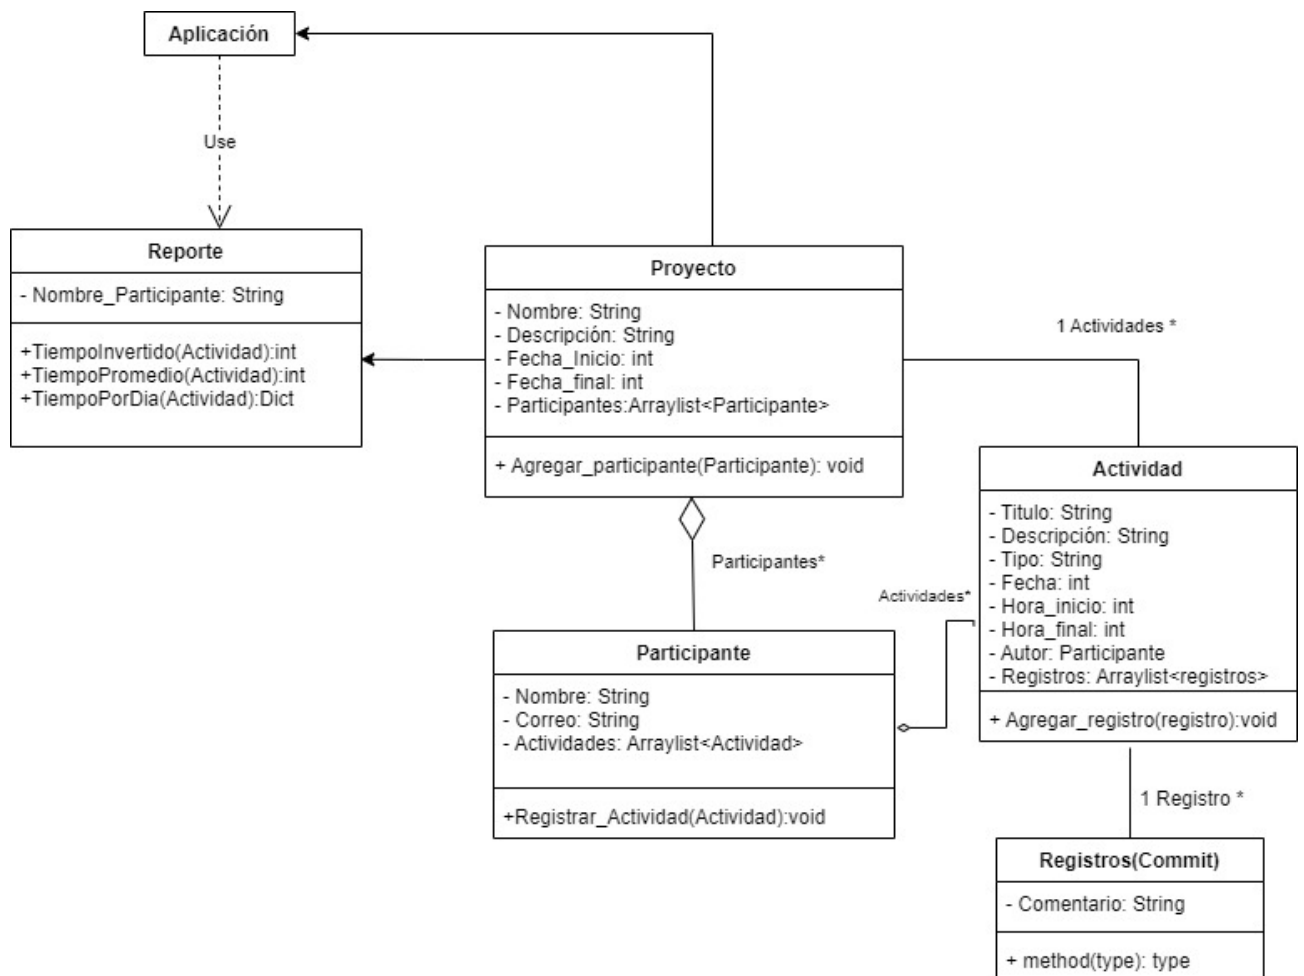 Aplicación
Use
Reporte
- Nombre_Participante: String
+TiempoInvertido(Actividad):int
+TiempoPromedio(Actividad):int
+TiempoPorDia(Actividad):Dict
Proyecto
- Nombre: String
- Descripción: String
- Fecha_Inicio: int
- Fecha_final: int
- Participantes:Arraylist<Participante>
+ Agregar_participante(Participante): void
1 Actividades *
Participantes*
Actividades*
Actividad
- Titulo: String
- Descripción: String
- Tipo: String
- Fecha: int
- Hora_inicio: int
- Hora_final: int
- Autor: Participante
- Registros: Arraylist<registros>
+ Agregar_registro(registro):void
Participante
- Nombre: String
- Correo: String
- Actividades: Arraylist<Actividad>
+Registrar_Actividad(Actividad):void
1 Registro *
Registros(Commit)
- Comentario: String
+ method(type): type